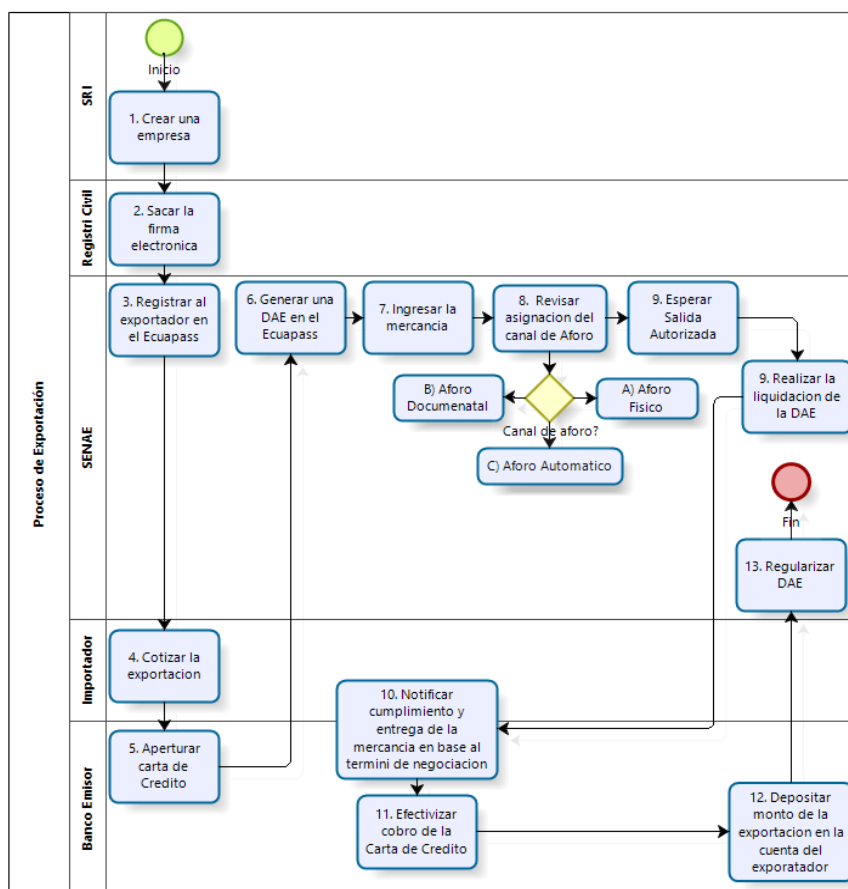 Proceso de Exportación
SRI
Inicio
1. Crear una
empresa
Registri Civil
2. Sacar la
firma
electronica
SENAE
3. Registrar al
exportador en
el Ecuapass
6. Generar una
DAE en el
Ecuapass
7. Ingresar la
mercancia
8. Revisar
asignacion del
canal de Aforo
9. Esperar
Salida
Autorizada
9. Realizar la
liquidacion de
la DAE
B) Aforo
Documenatal
A) Aforo
Fisico
Canal de aforo?
C) Aforo Automatico
Fin
13. Regularizar
DAE
Importador
4. Cotizar la
exportacion
10. Notificar
cumplimiento y
entrega de la
mercancia en base al
termini de negociacion
Banco Emisor
5. Aperturar
carta de
Credito
11. Efectivizar
cobro de la
Carta de Credito
12. Depositar
monto de la
exportacion en la
cuenta del
exporatador